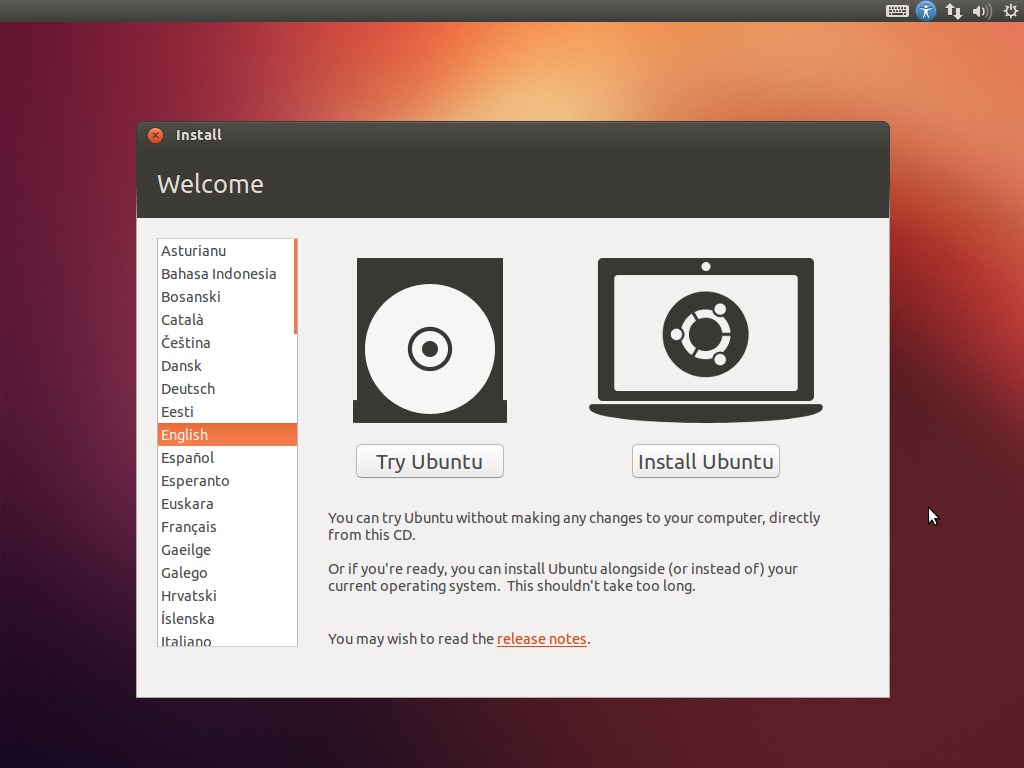 Install
Welcome
Asturianu
Bahasa Indonesia
Bosanski
Català
Čeština
Dansk
Deutsch
Eesti
English
Español
Esperanto
Euskara
Français
Gaeilge
Galego
Hrvatski
Íslenska
Italiano
Try Ubuntu
Install Ubuntu
You can try Ubuntu without making any changes to your computer, directly
from this CD.
Or if you're ready, you can install Ubuntu alongside (or instead of) your
current operating system.  This shouldn't take too long.
You may wish to read the release notes.